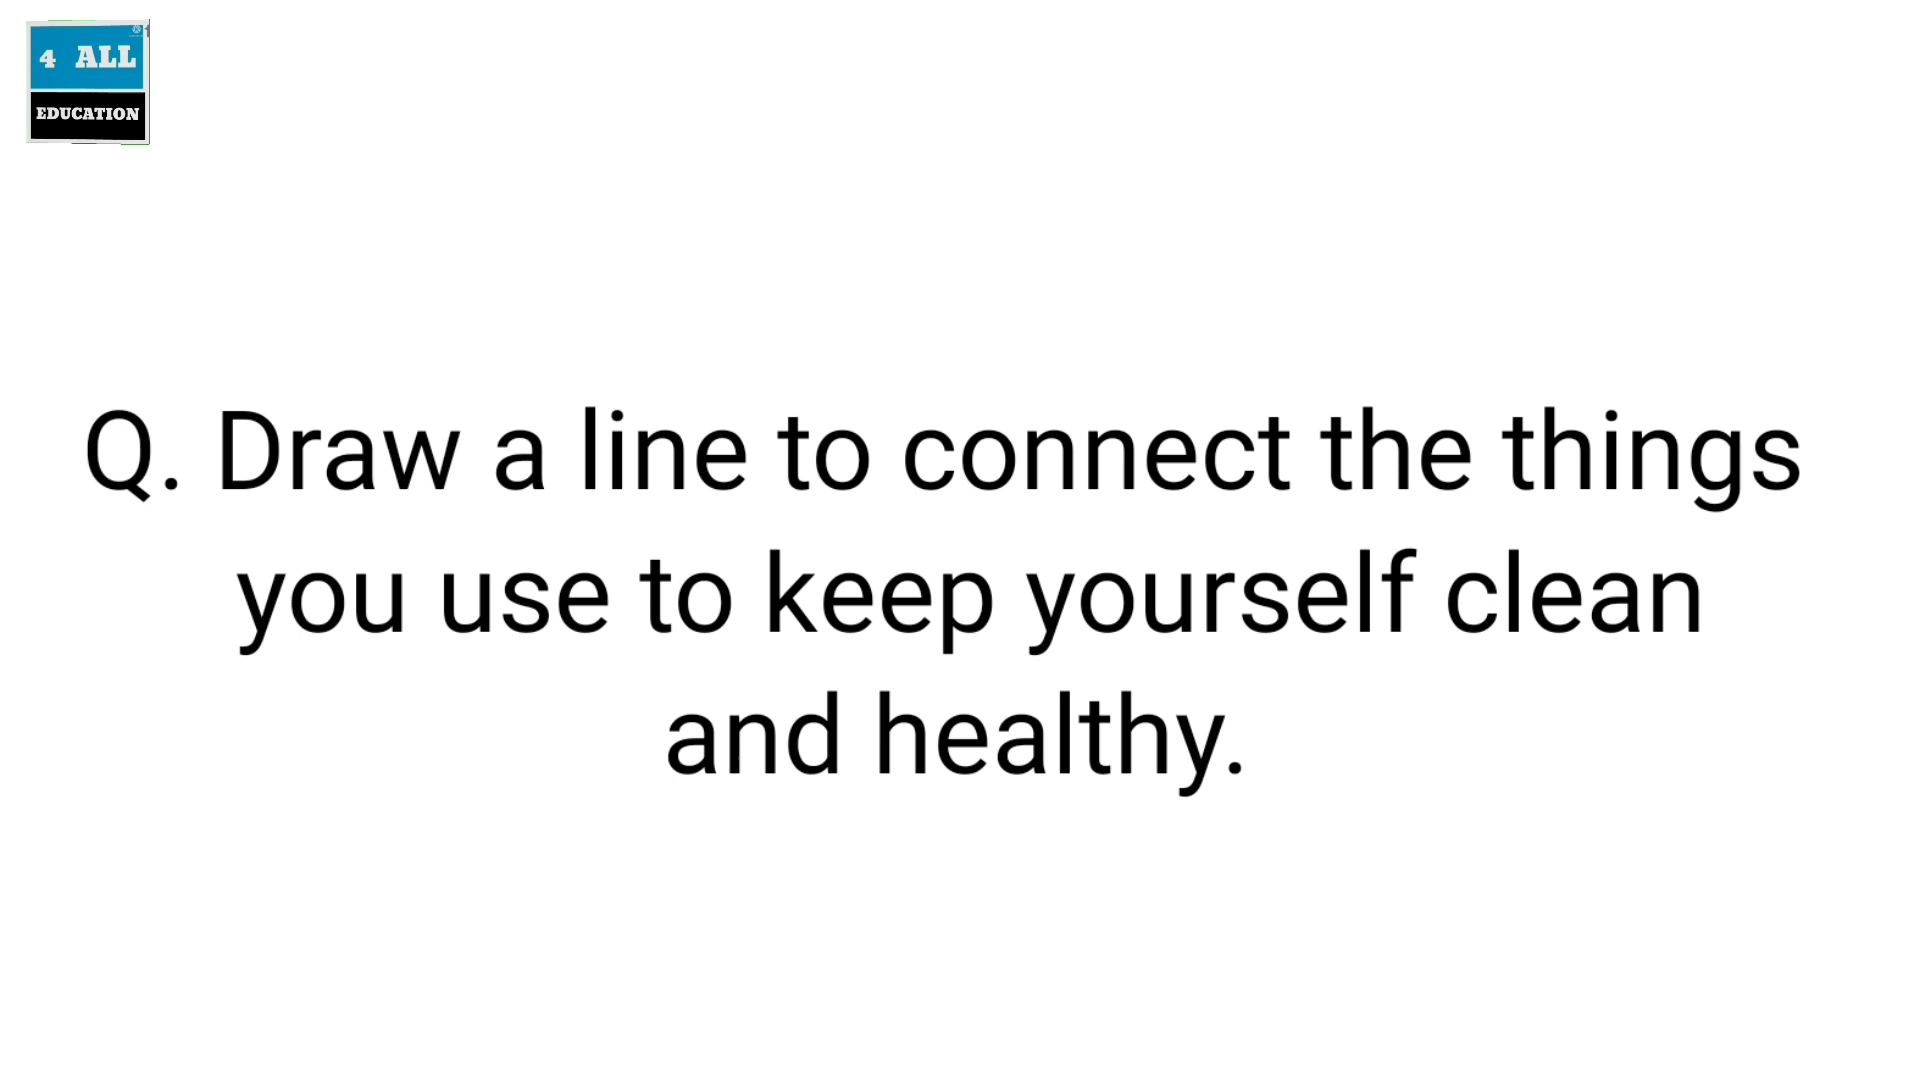 4 ALL
EDUCATION
Q. Draw a line to connect the things
you use to keep yourself clean
and healthy.